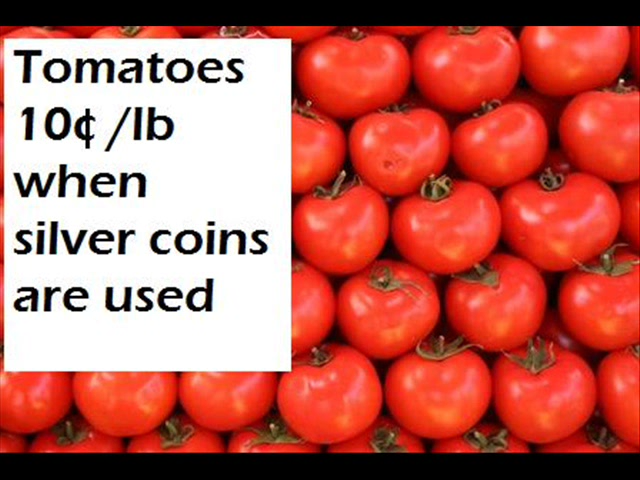 Tomatoes
10¢ /lb
when
silver coins
are used